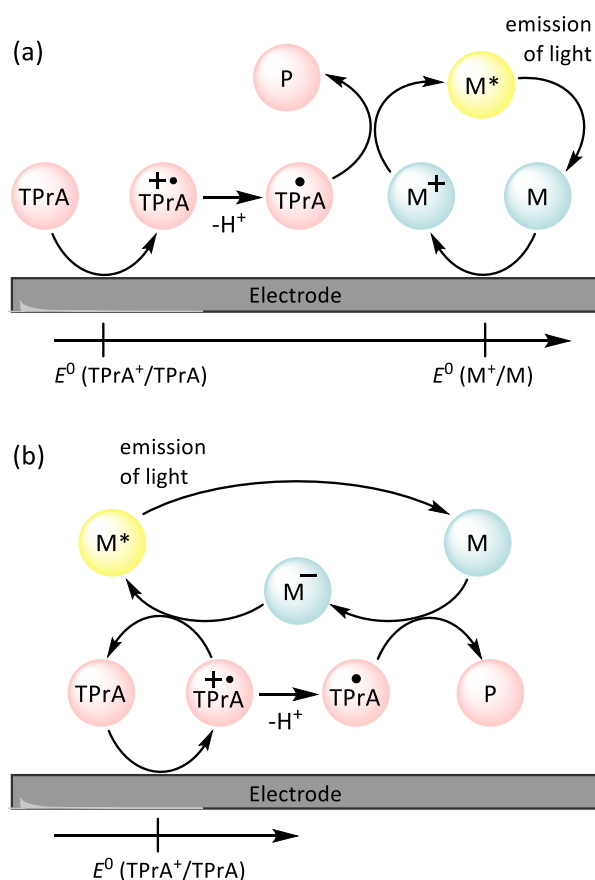 (a)
emission
of light
P
M*
TPrA
+•
TPrA
-H⁺
•
TPrA
M+
M
Electrode
E⁰ (TPrA⁺/TPrA)
E⁰ (M⁺/M)
(b)
emission
of light
M*
M
M−
TPrA
+•
TPrA
-H⁺
•
TPrA
P
Electrode
E⁰ (TPrA⁺/TPrA)